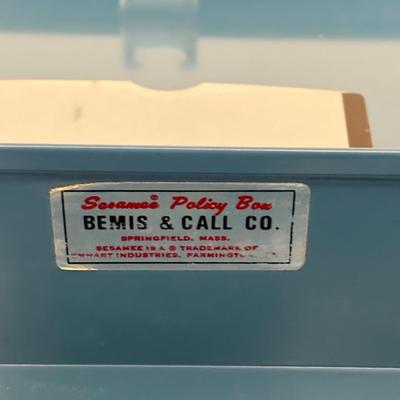 Sesamee® Policy Box
BEMIS & CALL CO.
SPRINGFIELD, MASS.
SESAMEE IS A ® TRADEMARK OF
INDUSTRIES,